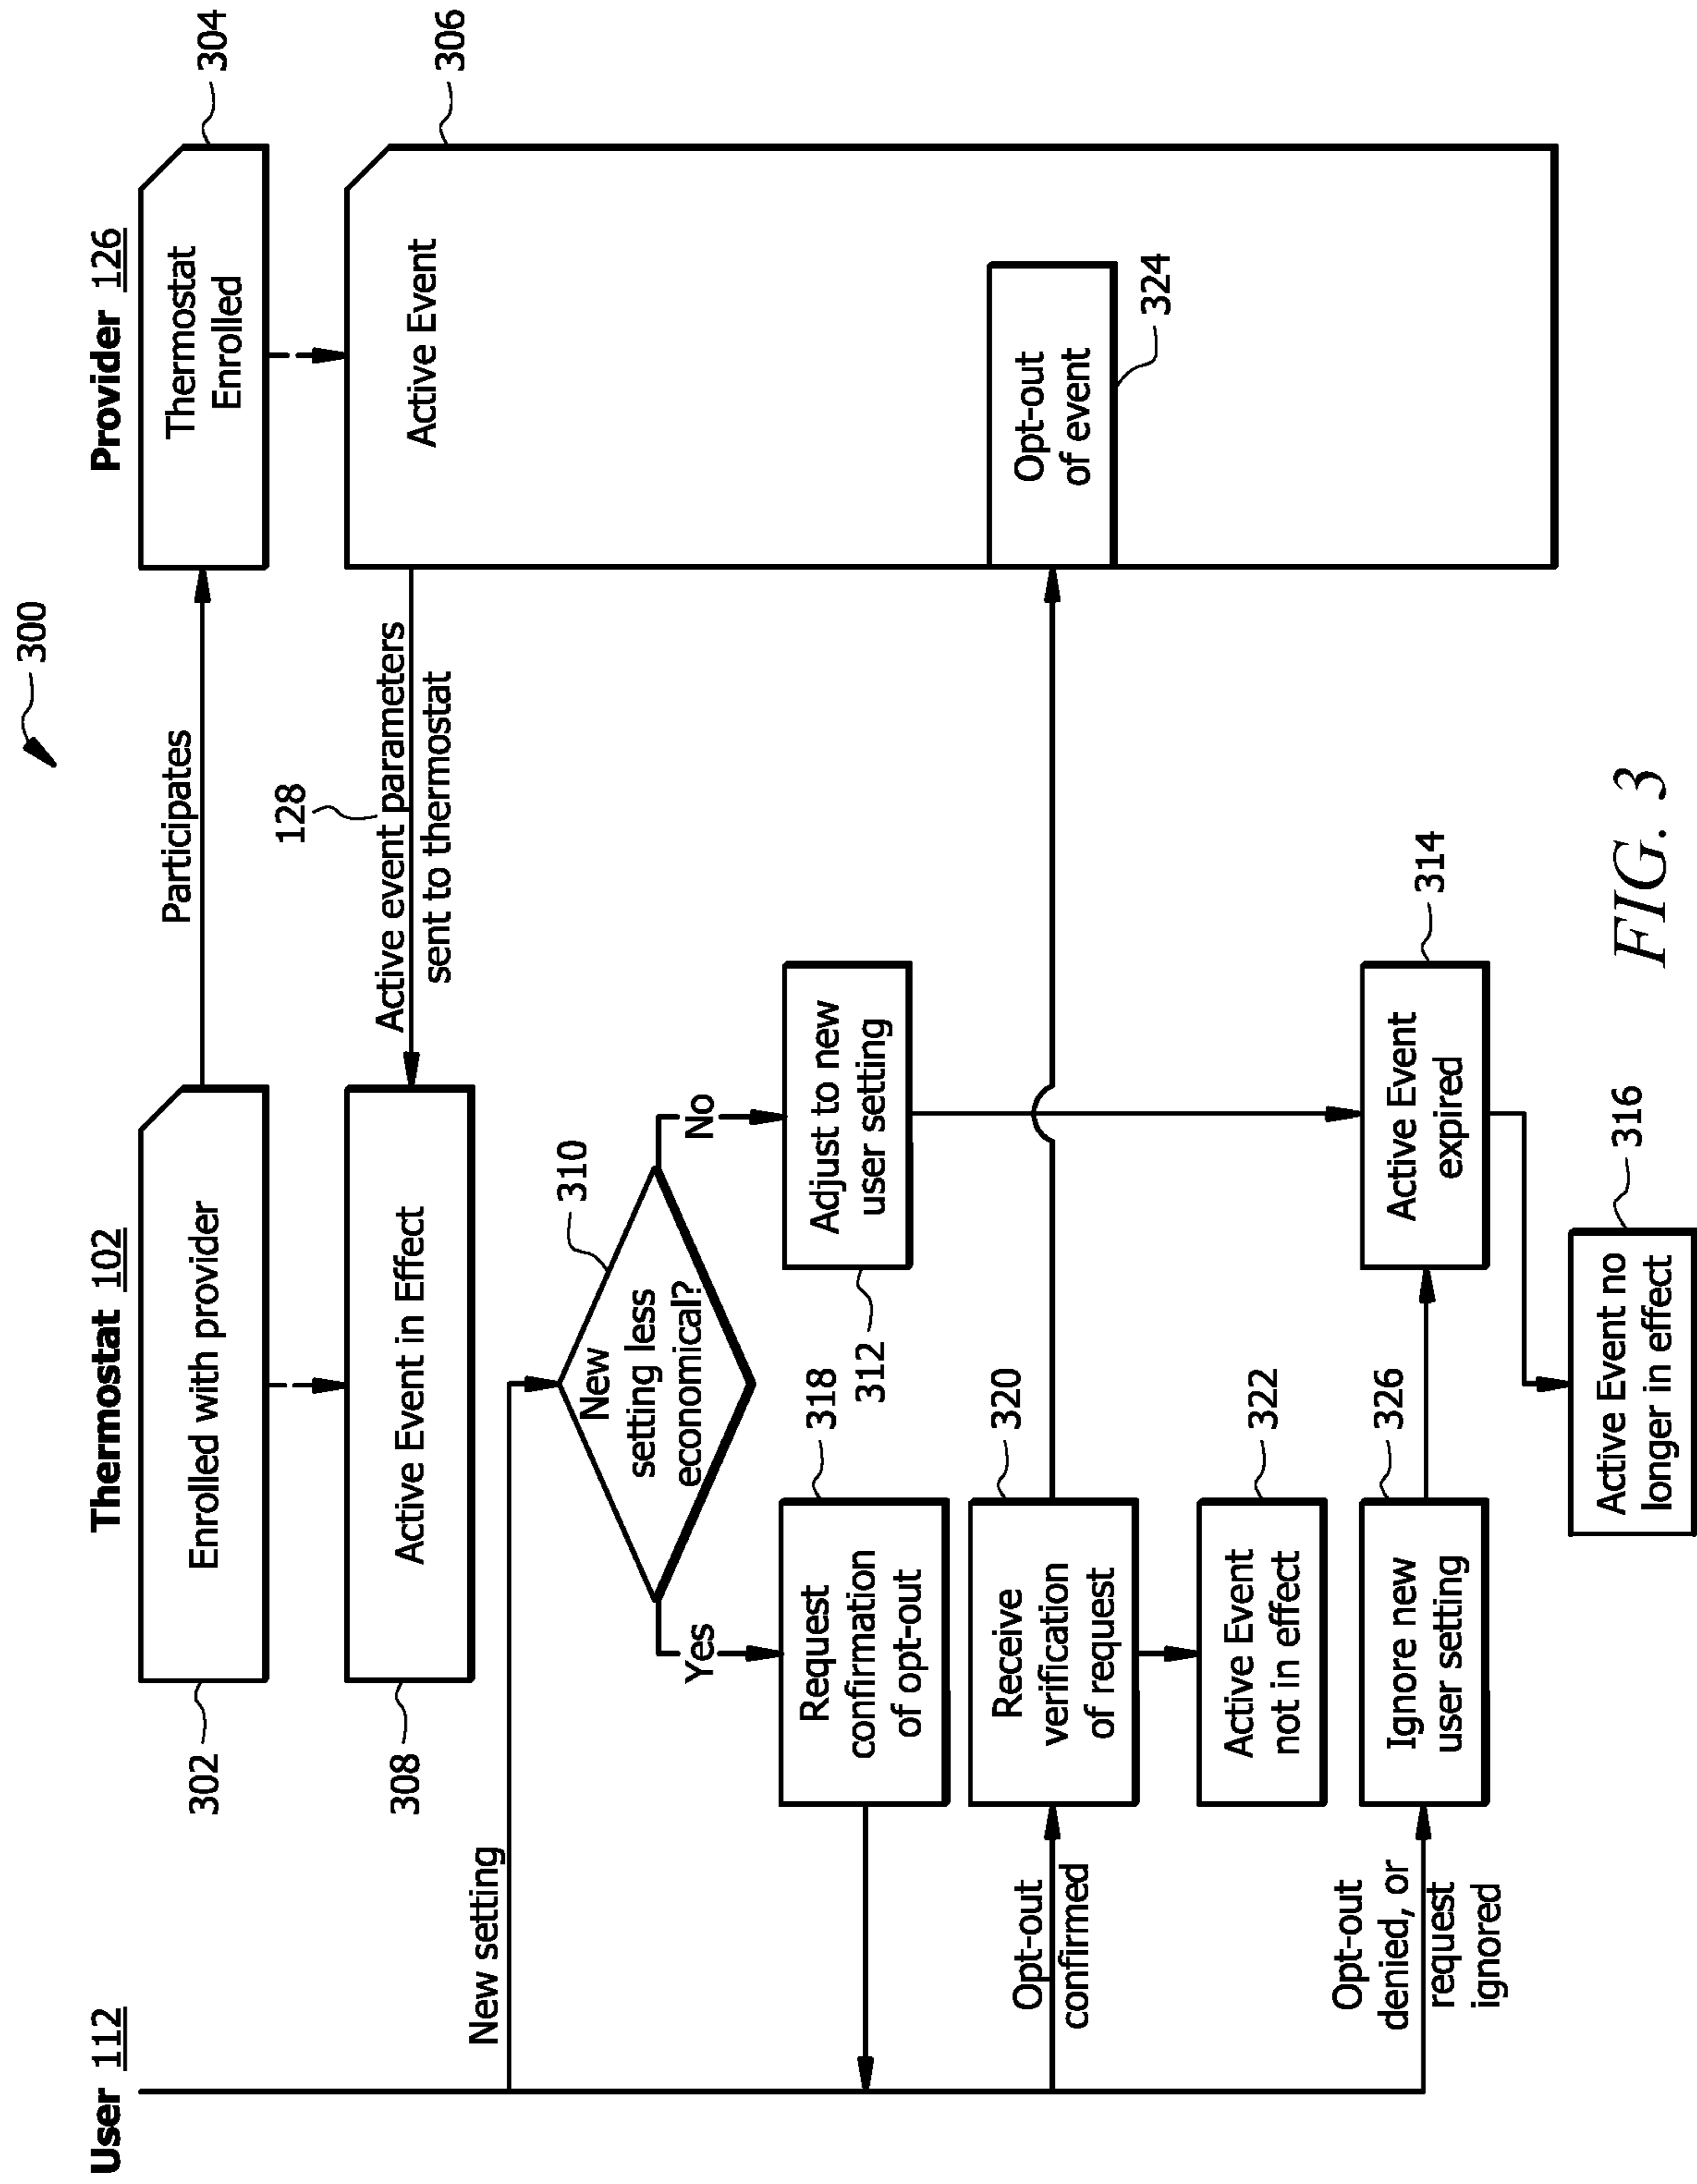 300
User 112
Thermostat 102
Provider 126
302
Enrolled with provider
Participates
Thermostat
Enrolled
304
128
308
Active Event in Effect
Active event parameters
sent to thermostat
Active Event
306
New setting
New
setting less
economical?
310
Yes
No
Request
confirmation
of opt-out
318
312
Adjust to new
user setting
Opt-out
confirmed
Receive
verification
of request
320
Opt-out
of event
324
Active Event
not in effect
322
Opt-out
denied, or
request
ignored
Ignore new
user setting
326
Active Event
expired
314
Active Event no
longer in effect
316
FIG. 3